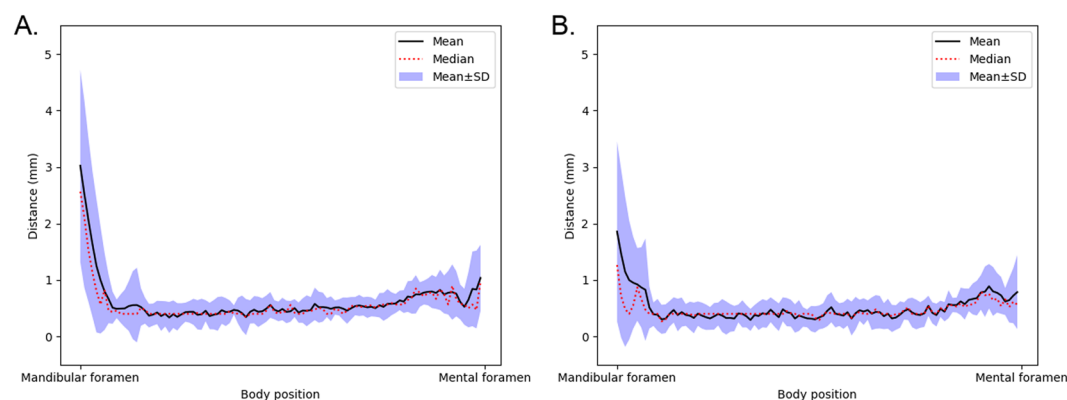 A.
5
4
3
2
1
0
Distance (mm)
Mean
Median
Mean±SD
Mandibular foramen
Mental foramen
Body position
B.
5
4
3
2
1
0
Distance (mm)
Mean
Median
Mean±SD
Mandibular foramen
Mental foramen
Body position